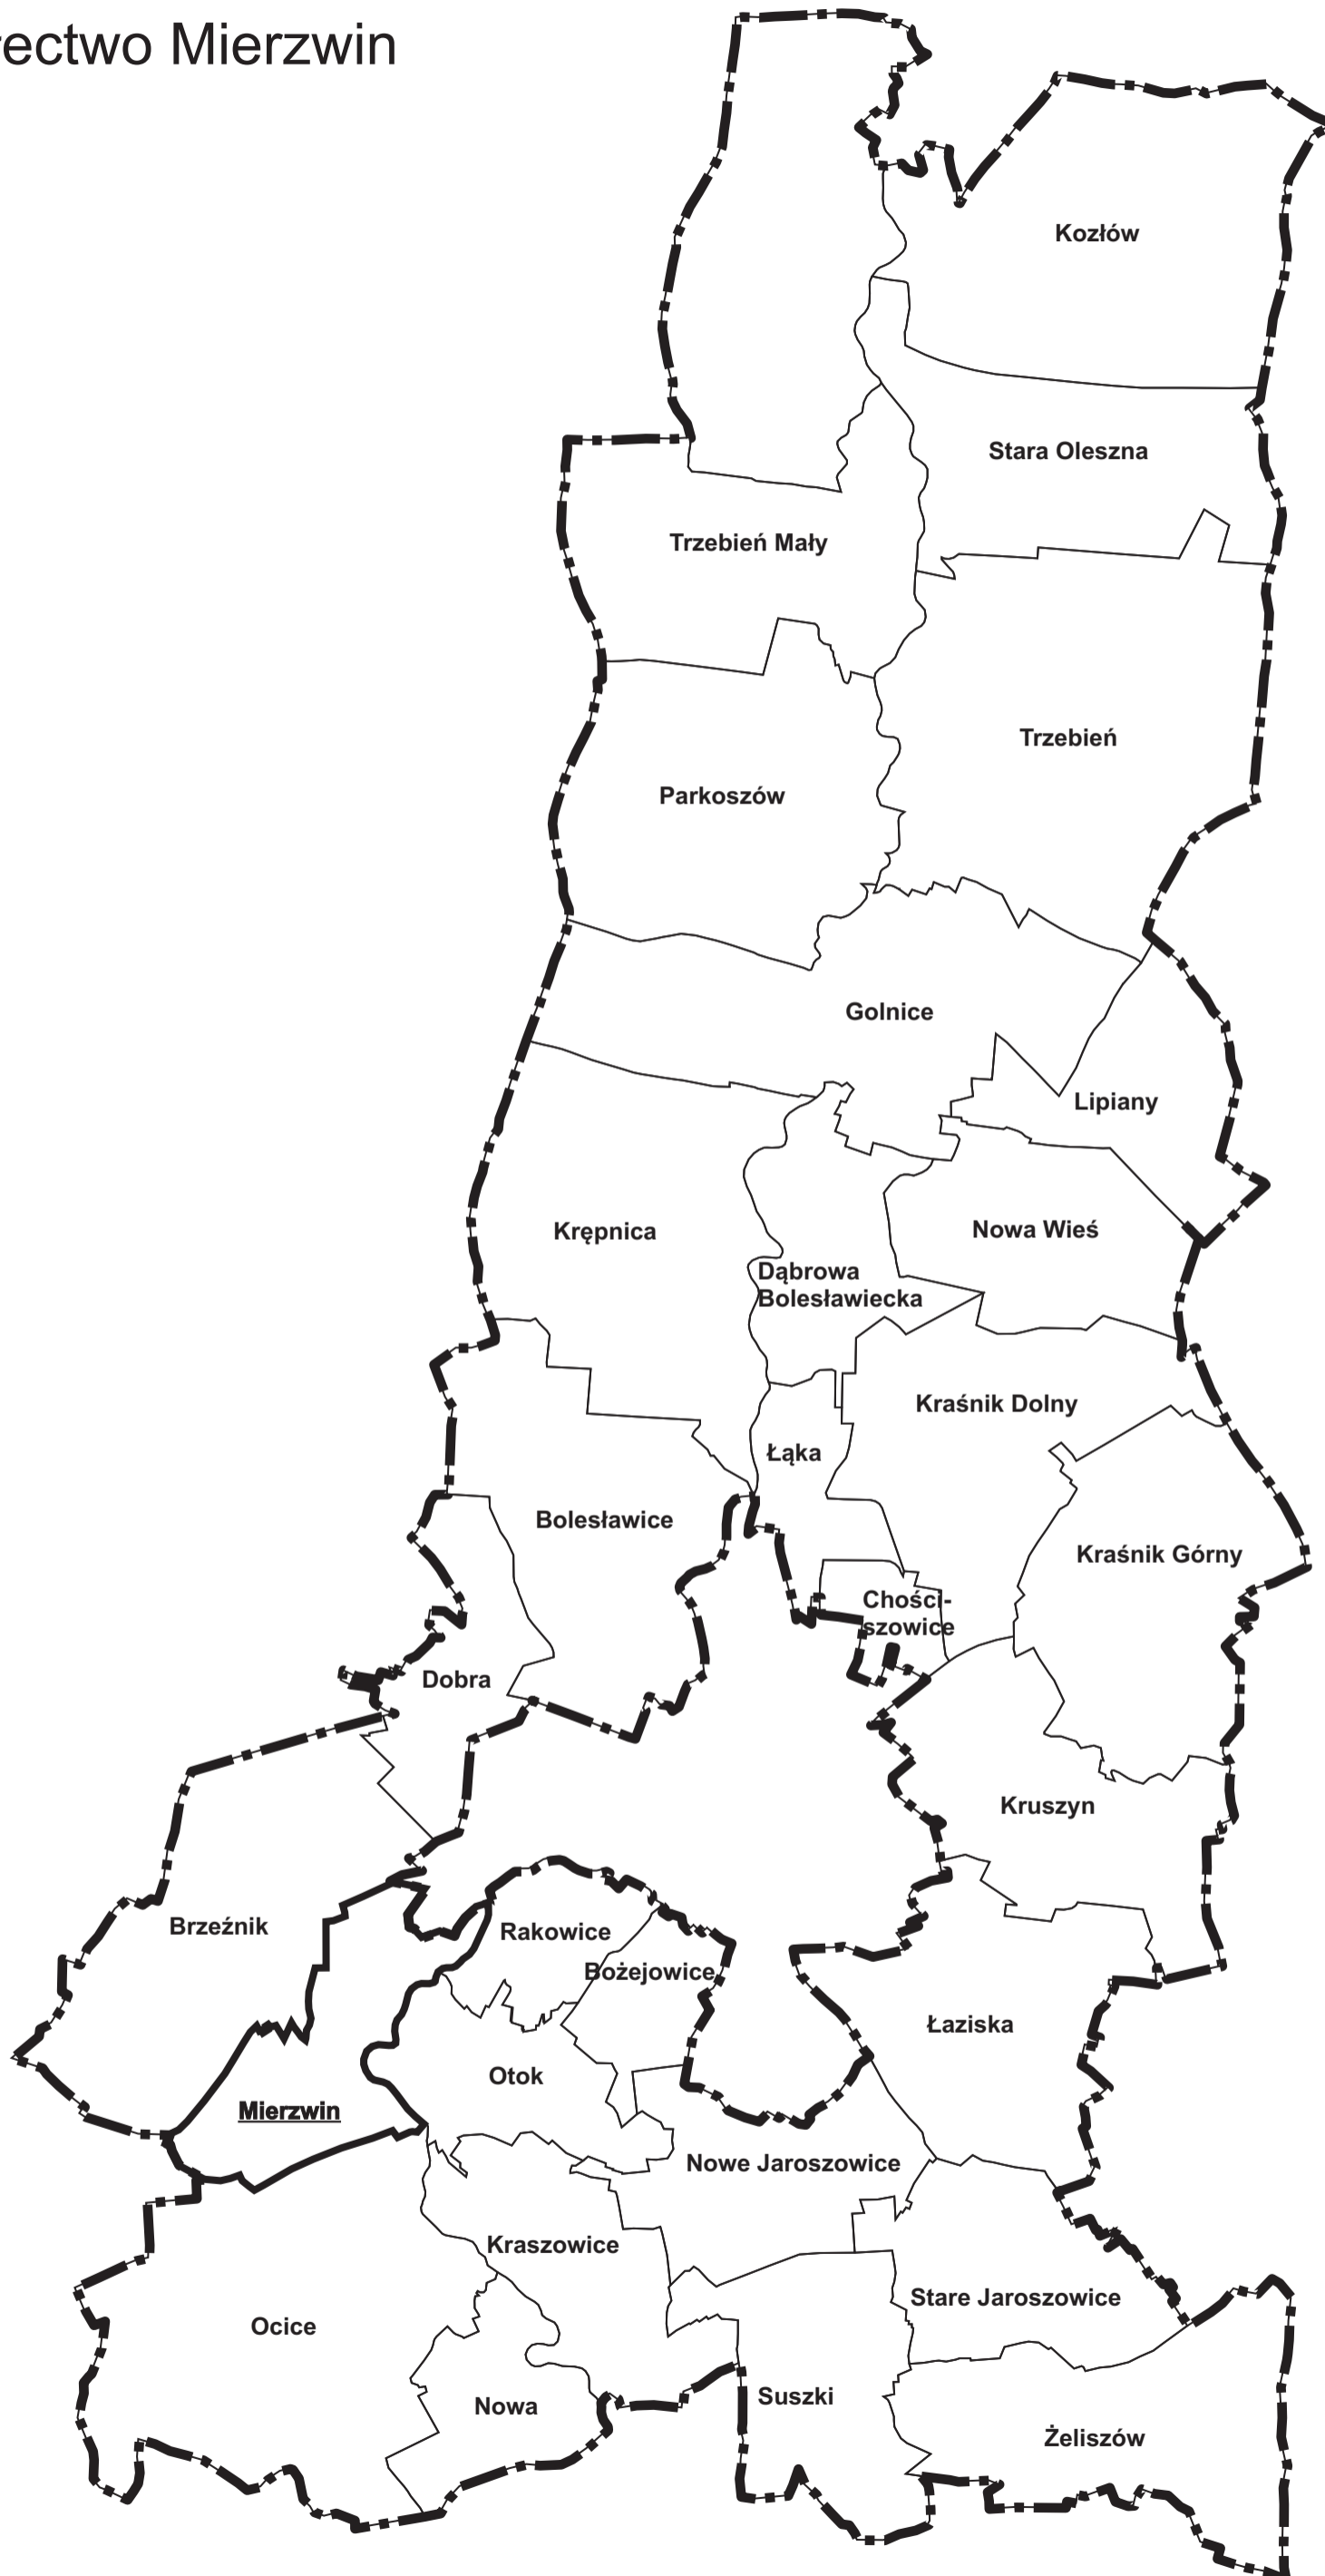 ectwo Mierzwin
Kozłów
Stara Oleszna
Trzebień Mały
Trzebień
Parkoszów
Golnice
Lipiany
Krępnica
Nowa Wieś
Dąbrowa
Bolesławiecka
Kraśnik Dolny
Łąka
Bolesławice
Kraśnik Górny
Chości-
szowice
Dobra
Kruszyn
Brzeźnik
Rakowice
Bożejowice
Łaziska
Otok
Mierzwin
Nowe Jaroszowice
Kraszowice
Stare Jaroszowice
Ocice
Suszki
Nowa
Żeliszów